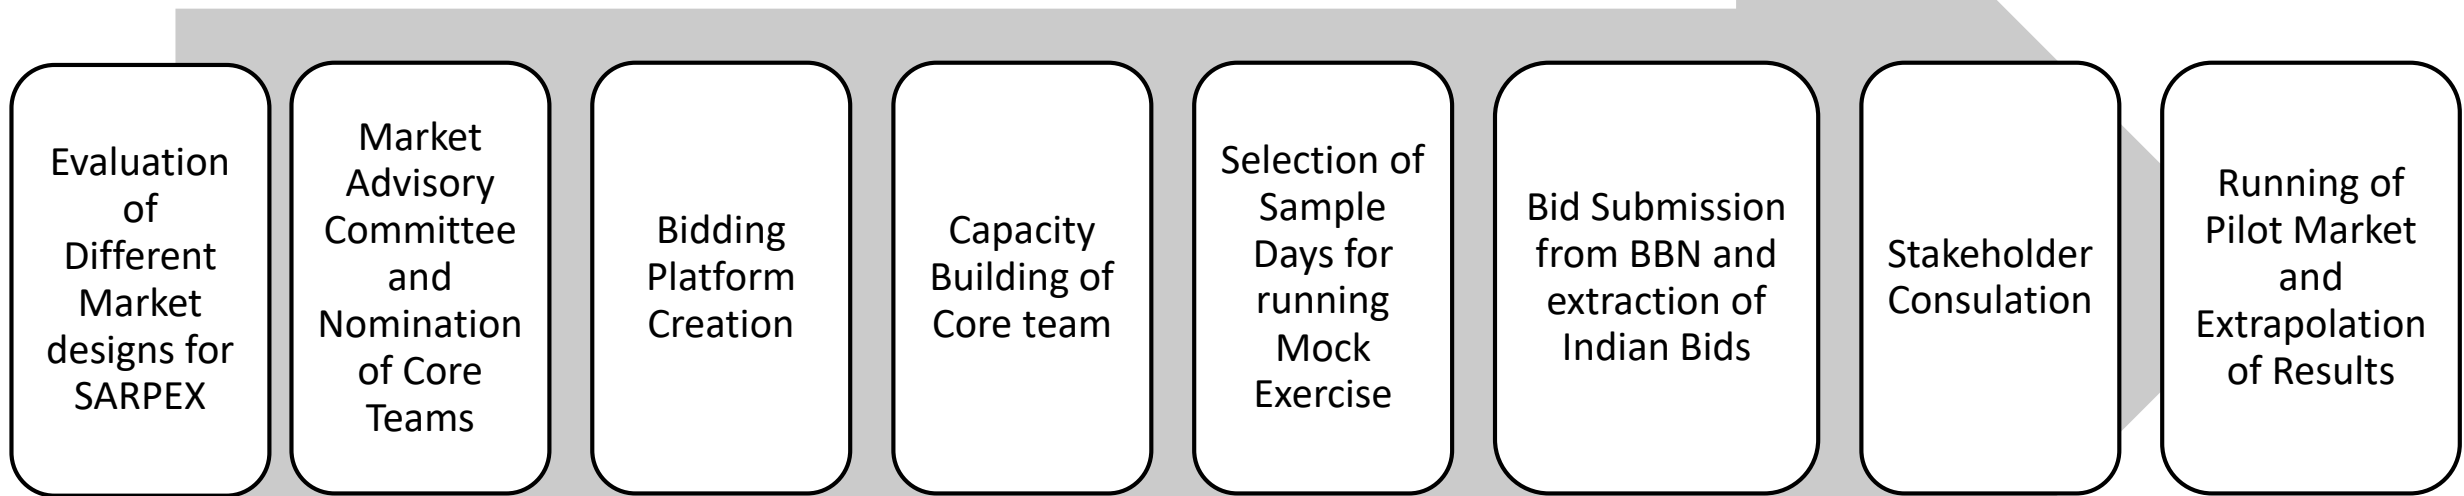 Evaluation
of
Different
Market
designs for
SARPEX
Market
Advisory
Committee
and
Nomination
of Core
Teams
Bidding
Platform
Creation
Capacity
Building of
Core team
Selection of
Sample
Days for
running
Mock
Exercise
Bid Submission
from BBN and
extraction of
Indian Bids
Stakeholder
Consulation
Running of
Pilot Market
and
Extrapolation
of Results